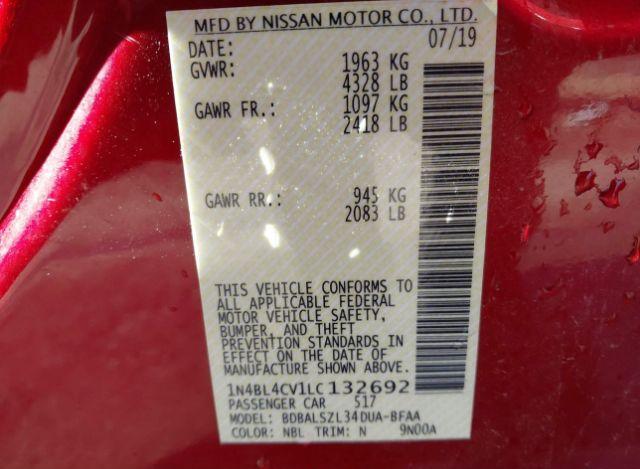 MFD BY NISSAN MOTOR CO., LTD.
DATE: 07/19
GVWR: 1963 KG
4328 LB
GAWR FR.: 1097 KG
2418 LB
GAWR RR.: 945 KG
2083 LB
THIS VEHICLE CONFORMS TO
ALL APPLICABLE FEDERAL
MOTOR VEHICLE SAFETY,
BUMPER, AND THEFT
PREVENTION STANDARDS IN
EFFECT ON THE DATE OF
MANUFACTURE SHOWN ABOVE.
1N4BL4CV1LC132692
PASSENGER CAR 517
MODEL: BDBALSZL34DUA-BFAA
COLOR: NBL TRIM: N 9N00A